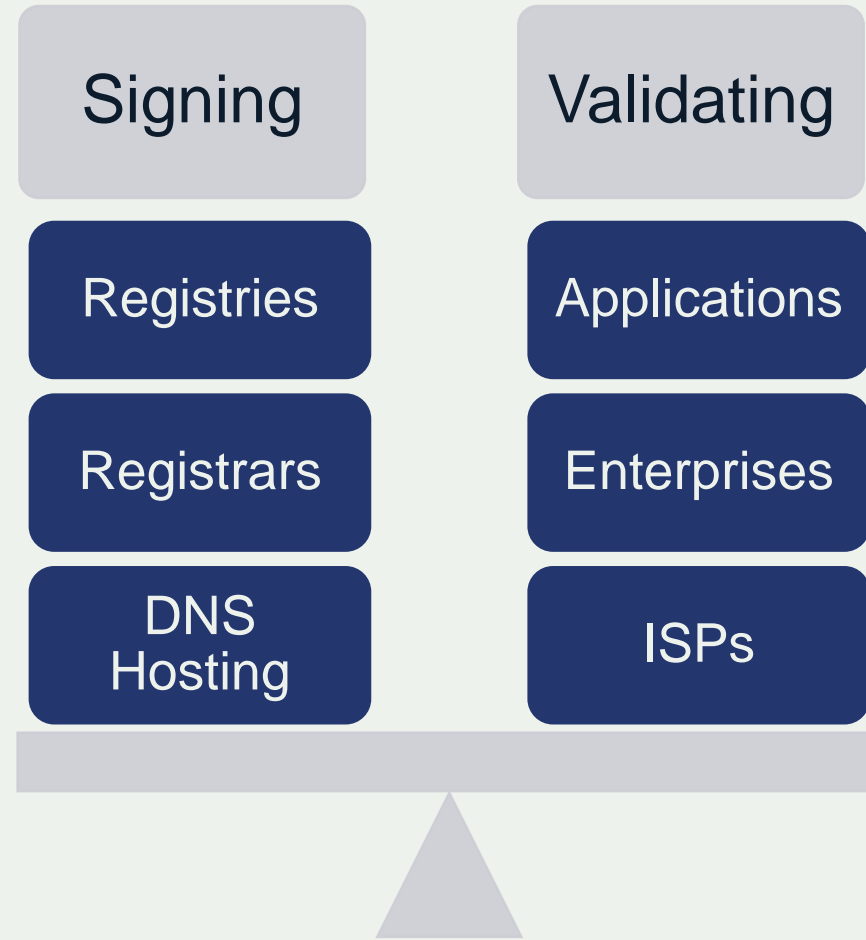 Signing
Registries
Registrars
DNS
Hosting
Validating
Applications
Enterprises
ISPs